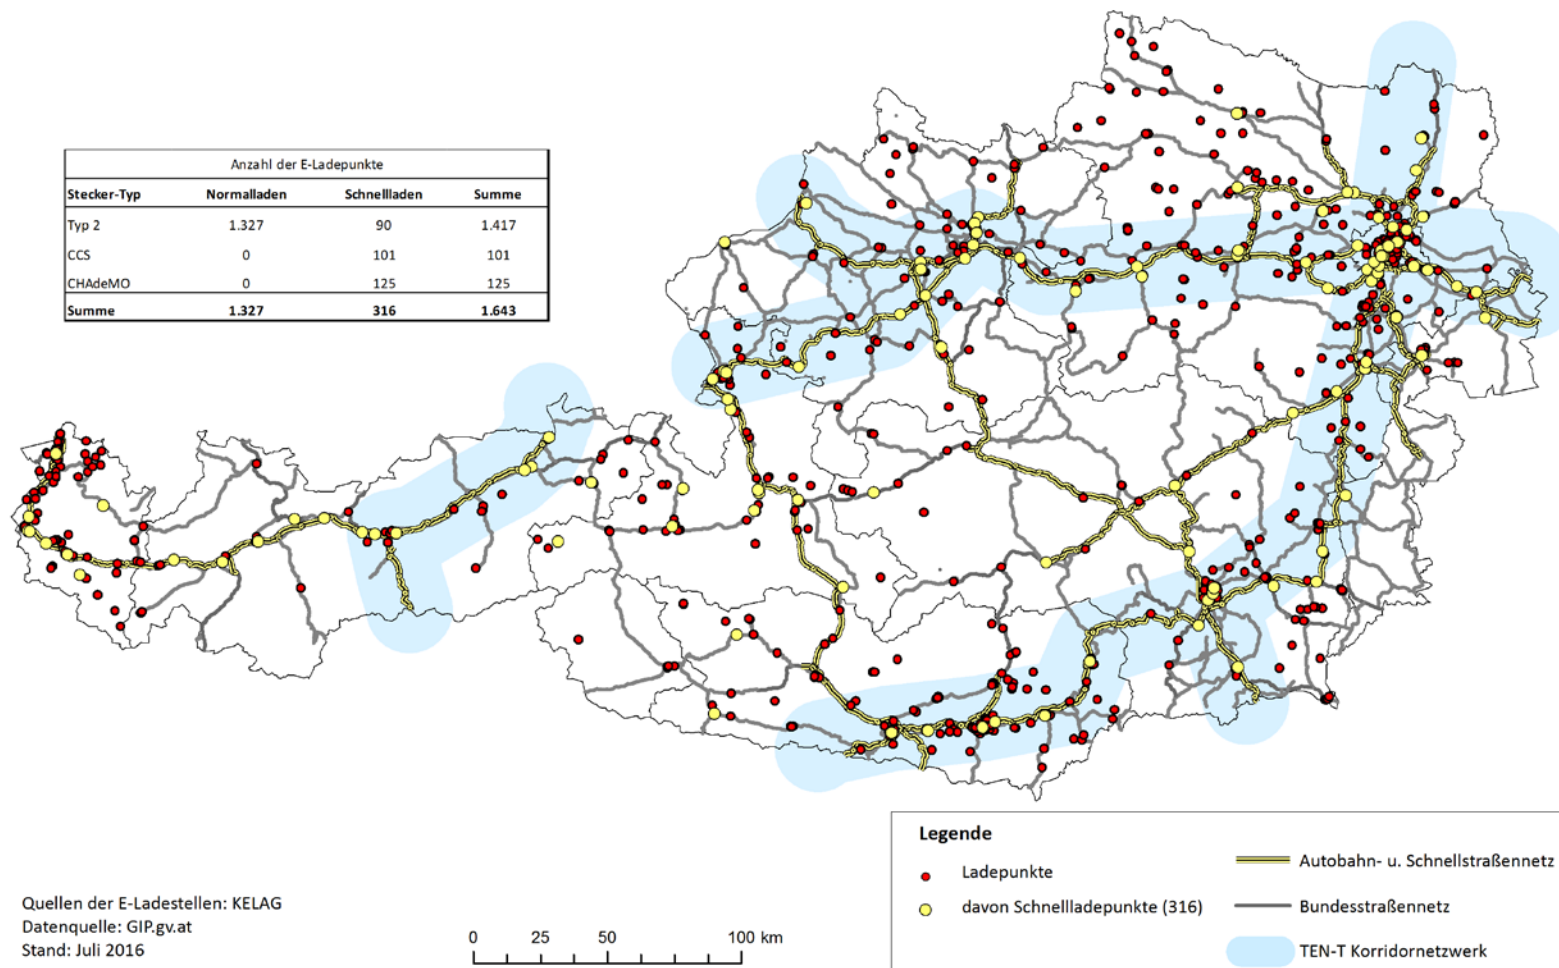 Anzahl der E-Ladepunkte
Stecker-Typ Normalladen Schnellladen Summe
Typ 2 1.327 90 1.417
CCS 0 101 101
CHAdeMO 0 125 125
Summe 1.327 316 1.643
Legende
Ladepunkte
davon Schnellladepunkte (316)
Autobahn- u. Schnellstraßennetz
Bundesstraßennetz
TEN-T Korridornetzwerk
Quellen der E-Ladestellen: KELAG
Datenquelle: GIP.gv.at
Stand: Juli 2016
0 25 50 100 km